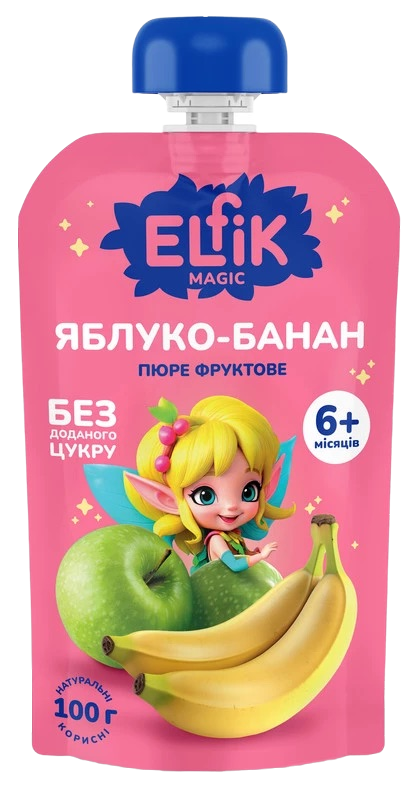 ELfiK
MAGIC
ЯБЛУКО-БАНАН
ПЮРЕ ФРУКТОВЕ
БЕЗ
ДОДАНОГО
ЦУКРУ
6+
місяців
НАТУРАЛЬНІ
100 г
КОРИСНІ